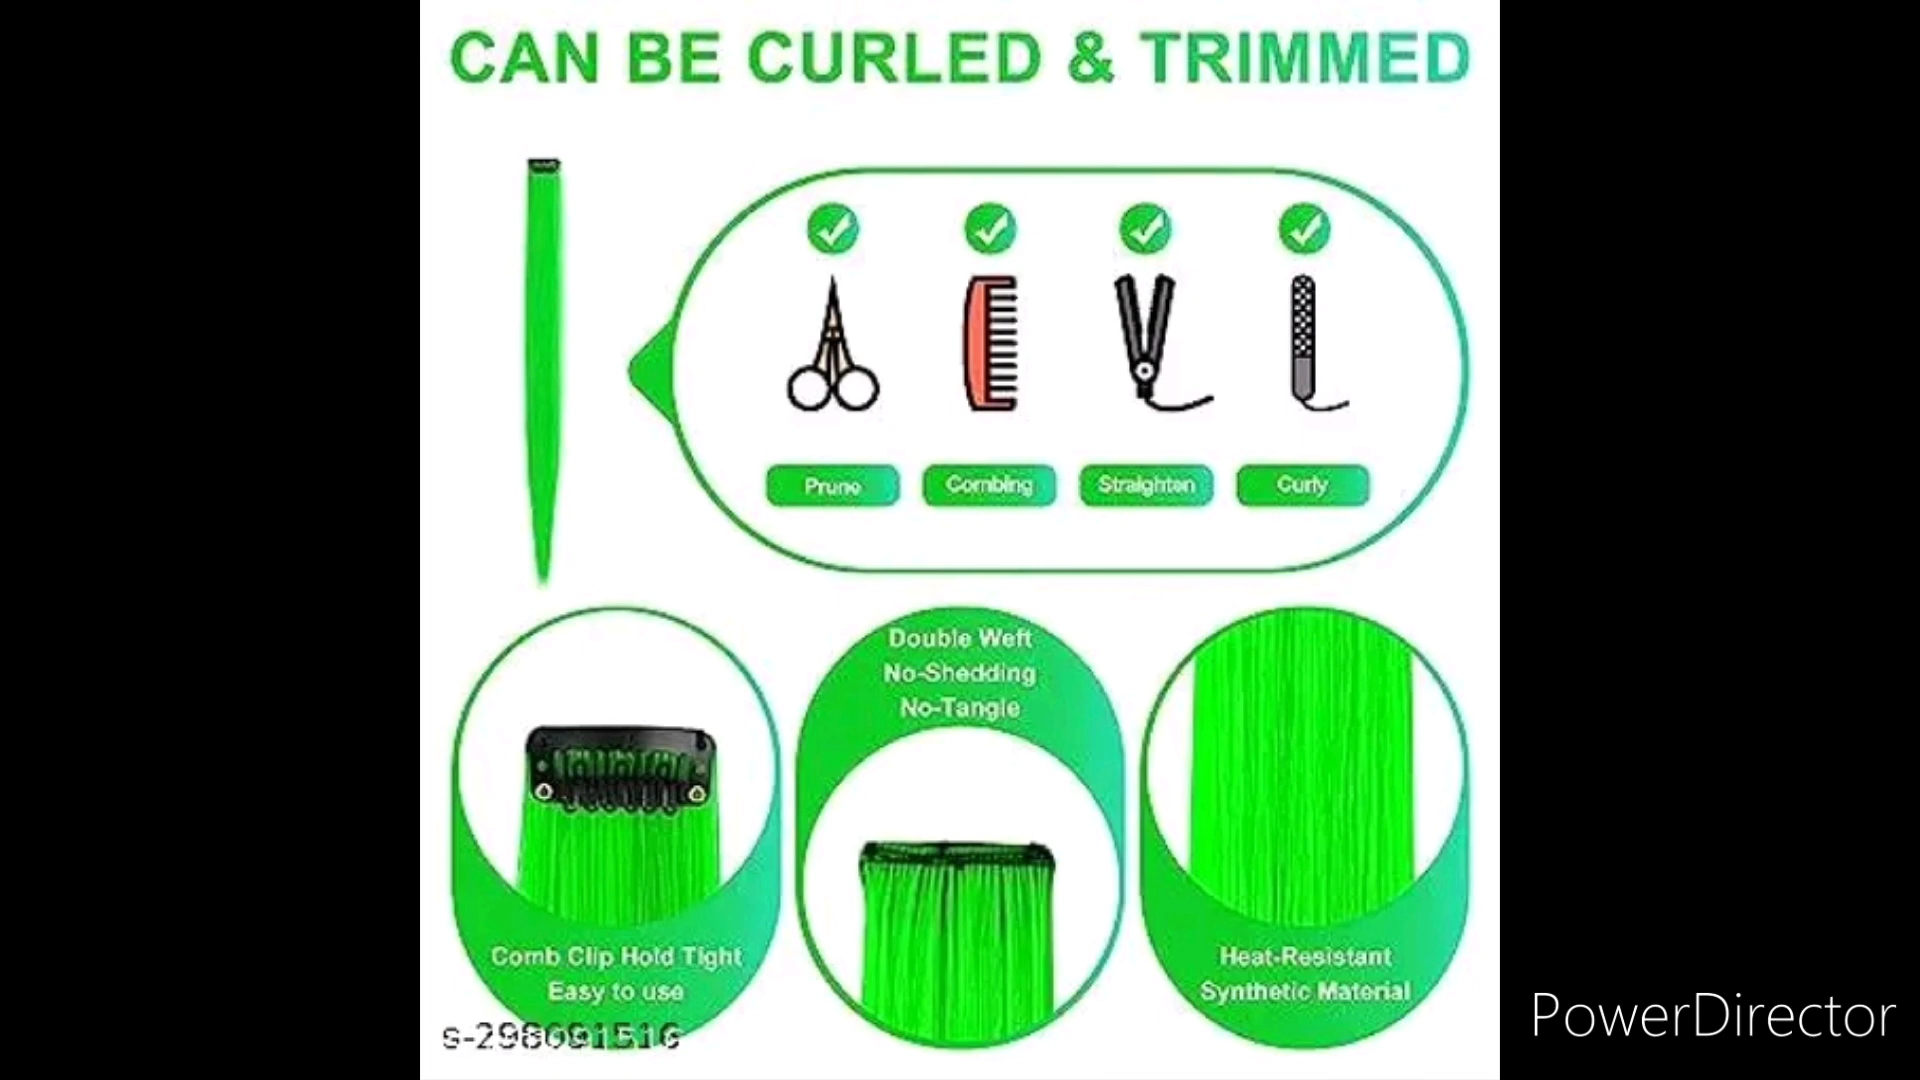 CAN BE CURLED & TRIMMED
Prune
Combing
Straighten
Curly
Double Weft
No-Shedding
No-Tangle
Comb Clip Hold Tight
Easy to use
Heat-Resistant
Synthetic Material
s-298091516
PowerDirector